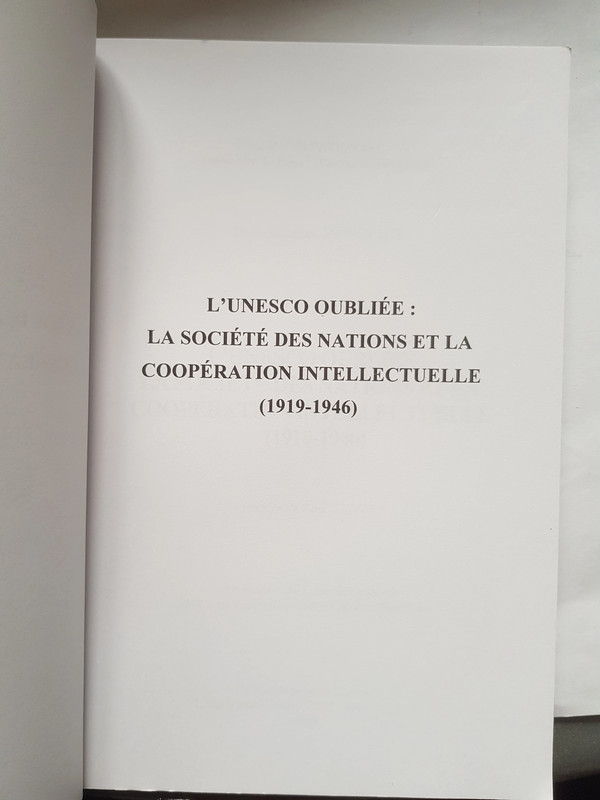 L'UNESCO OUBLIÉE :
LA SOCIÉTÉ DES NATIONS ET LA
COOPÉRATION INTELLECTUELLE
(1919-1946)